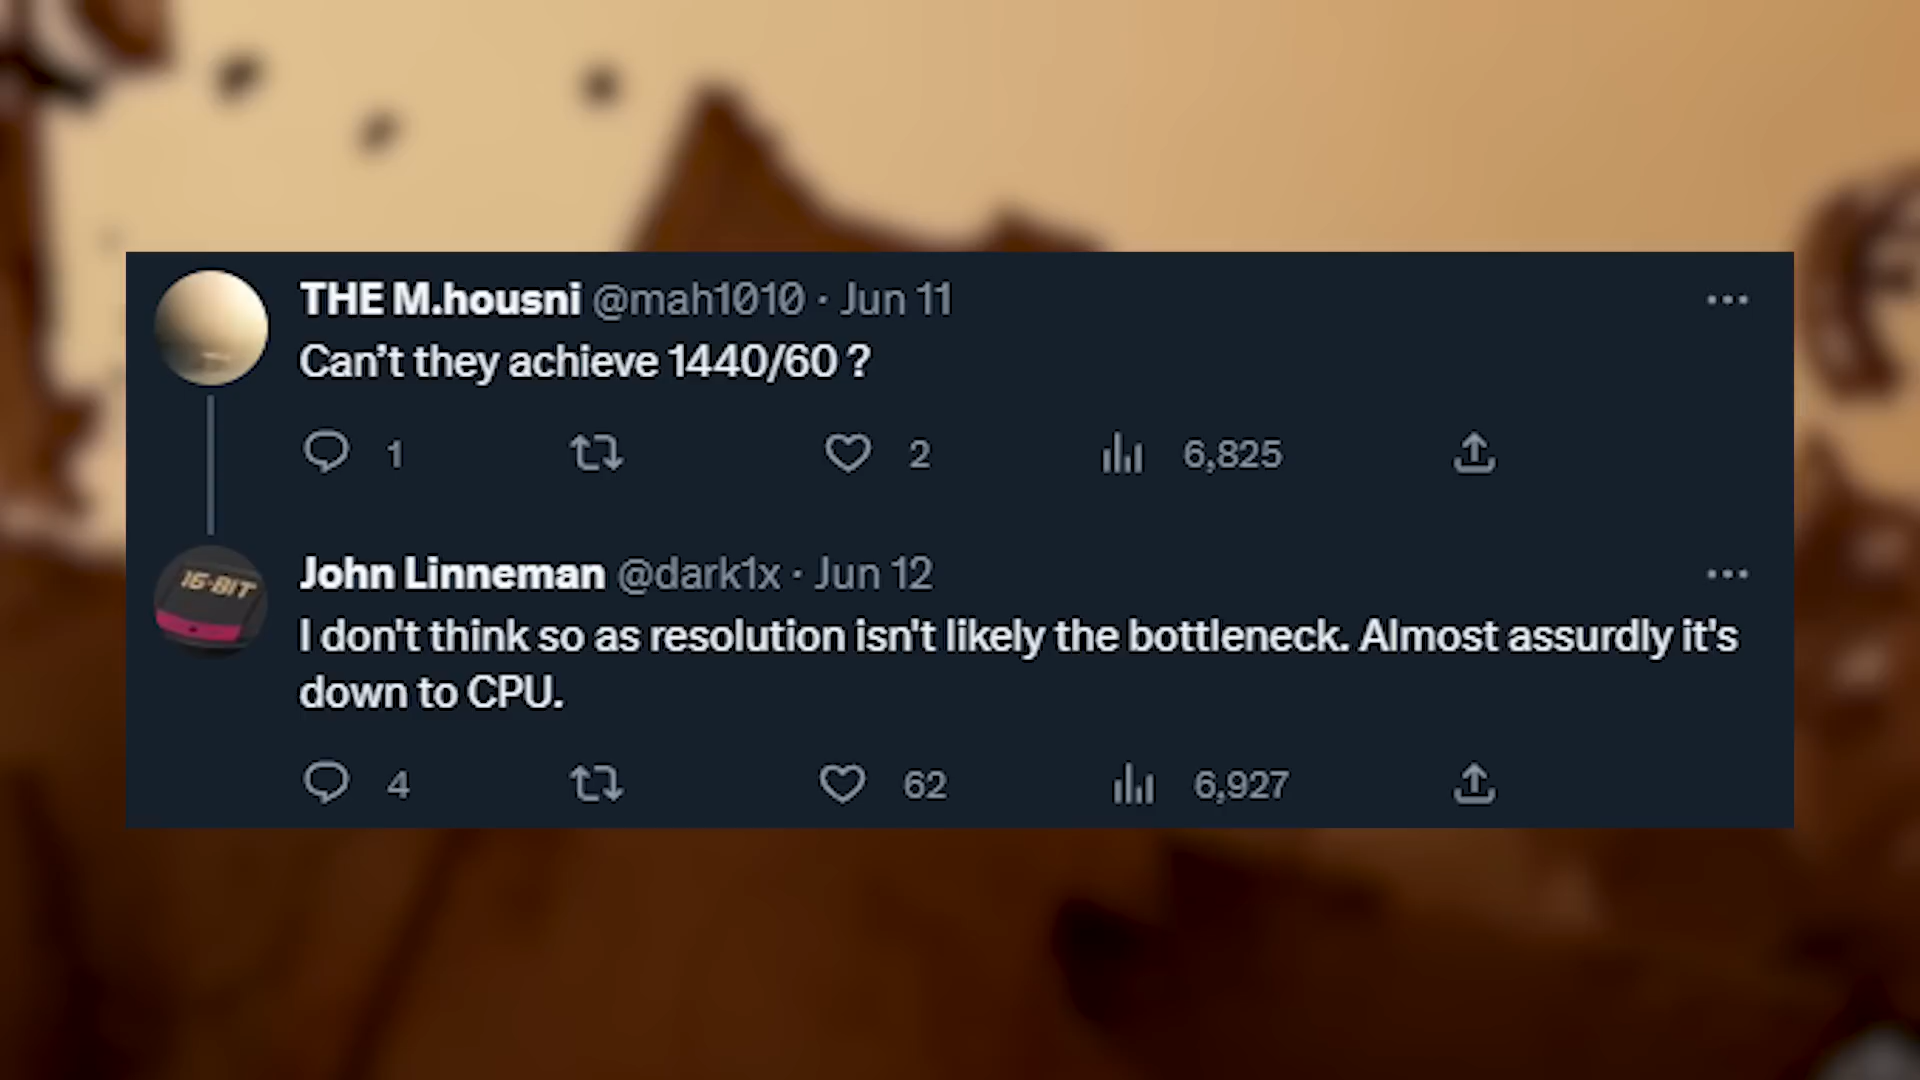 THE M.housni @mah1010 · Jun 11
Can’t they achieve 1440/60 ?
1 2 6,825
16-BIT
John Linneman @dark1x · Jun 12
I don't think so as resolution isn't likely the bottleneck. Almost assurdly it's
down to CPU.
4 62 6,927